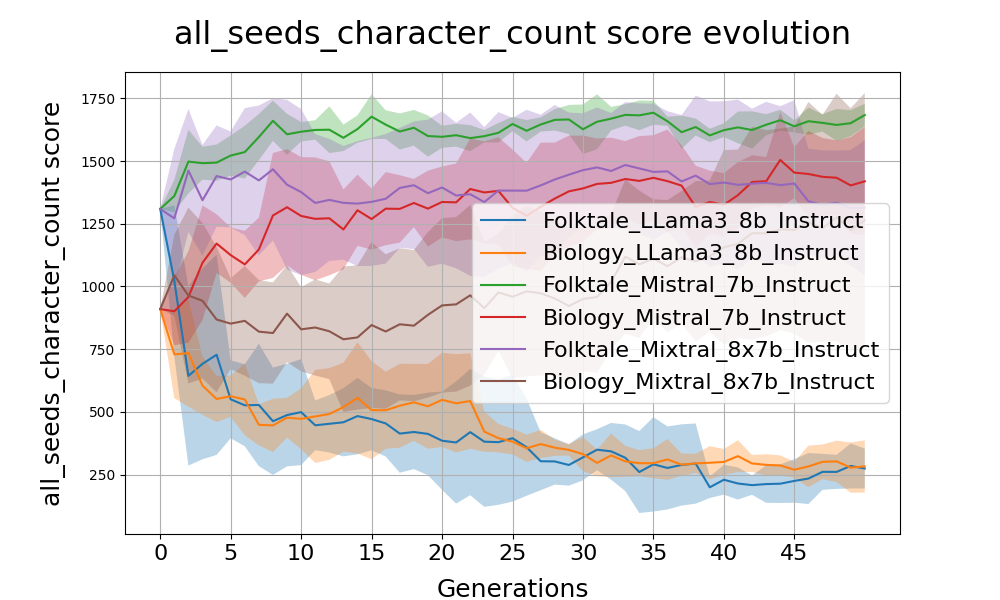 all_seeds_character_count score evolution
all_seeds_character_count score
1750
1500
1250
1000
750
500
250
Folktale_LLama3_8b_Instruct
Biology_LLama3_8b_Instruct
Folktale_Mistral_7b_Instruct
Biology_Mistral_7b_Instruct
Folktale_Mixtral_8x7b_Instruct
Biology_Mixtral_8x7b_Instruct
0 5 10 15 20 25 30 35 40 45
Generations